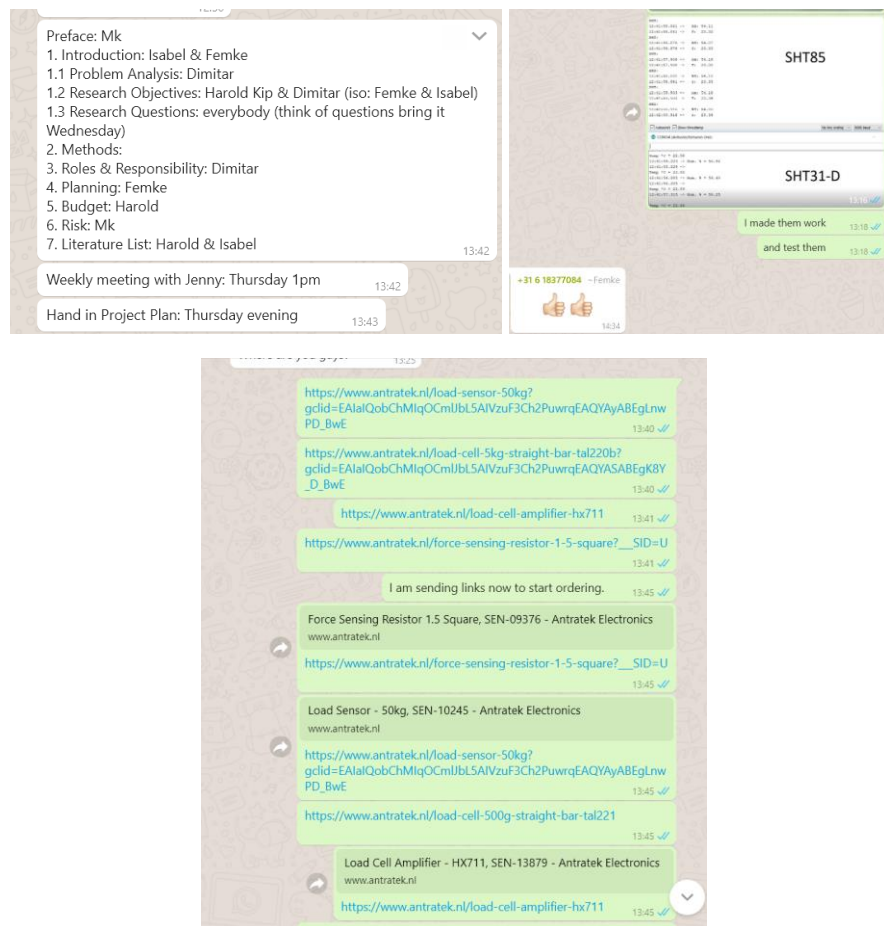 Preface: Mk
1. Introduction: Isabel & Femke
1.1 Problem Analysis: Dimitar
1.2 Research Objectives: Harold Kip & Dimitar (iso: Femke & Isabel)
1.3 Research Questions: everybody (think of questions bring it
Wednesday)
2. Methods:
3. Roles & Responsibility: Dimitar
4. Planning: Femke
5. Budget: Harold
6. Risk: Mk
7. Literature List: Harold & Isabel
13:42
Weekly meeting with Jenny: Thursday 1pm
13:42
Hand in Project Plan: Thursday evening
13:43
SHT85
SHT31-D
13:16
I made them work
13:18
and test them
13:18
+31 6 18377084 ~Femke
14:34
13:25
https://www.antratek.nl/load-sensor-50kg?
gclid=EAIaIQobChMIqOCmlJbL5AIVzuF3Ch2PuwrqEAQYAyABEgLnw
PD_BwE
13:40
https://www.antratek.nl/load-cell-5kg-straight-bar-tal220b?
gclid=EAIaIQobChMIqOCmlJbL5AIVzuF3Ch2PuwrqEAQYASABEgK8Y
_D_BwE
13:40
https://www.antratek.nl/load-cell-amplifier-hx711
13:41
https://www.antratek.nl/force-sensing-resistor-1-5-square?___SID=U
13:41
I am sending links now to start ordering.
13:45
Force Sensing Resistor 1.5 Square, SEN-09376 - Antratek Electronics
www.antratek.nl
https://www.antratek.nl/force-sensing-resistor-1-5-square?___SID=U
13:45
Load Sensor - 50kg, SEN-10245 - Antratek Electronics
www.antratek.nl
https://www.antratek.nl/load-sensor-50kg?
gclid=EAIaIQobChMIqOCmlJbL5AIVzuF3Ch2PuwrqEAQYAyABEgLnw
PD_BwE
13:45
https://www.antratek.nl/load-cell-500g-straight-bar-tal221
13:45
Load Cell Amplifier - HX711, SEN-13879 - Antratek Electronics
www.antratek.nl
https://www.antratek.nl/load-cell-amplifier-hx711
13:45